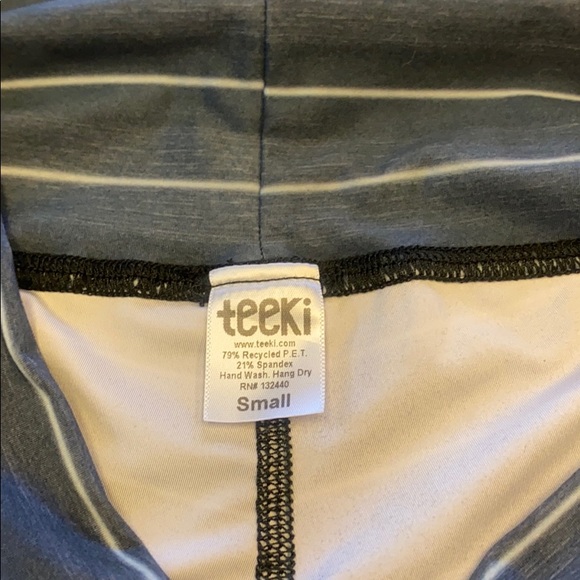 teeki
www.teeki.com
79% Recycled P.E.T.
21% Spandex
Hand Wash. Hang Dry
RN# 132440
Small